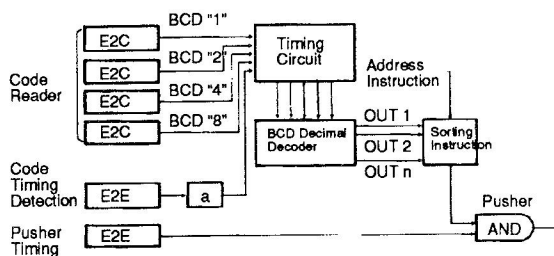 BCD "1"
E2C
BCD "2"
E2C
BCD "4"
E2C
BCD "8"
E2C
Code
Reader
Timing
Circuit
Address
Instruction
BCD Decimal
Decoder
OUT 1
OUT 2
OUT n
Sorting
Instruction
Code
Timing
Detection
E2E
a
Pusher
Timing
E2E
Pusher
AND